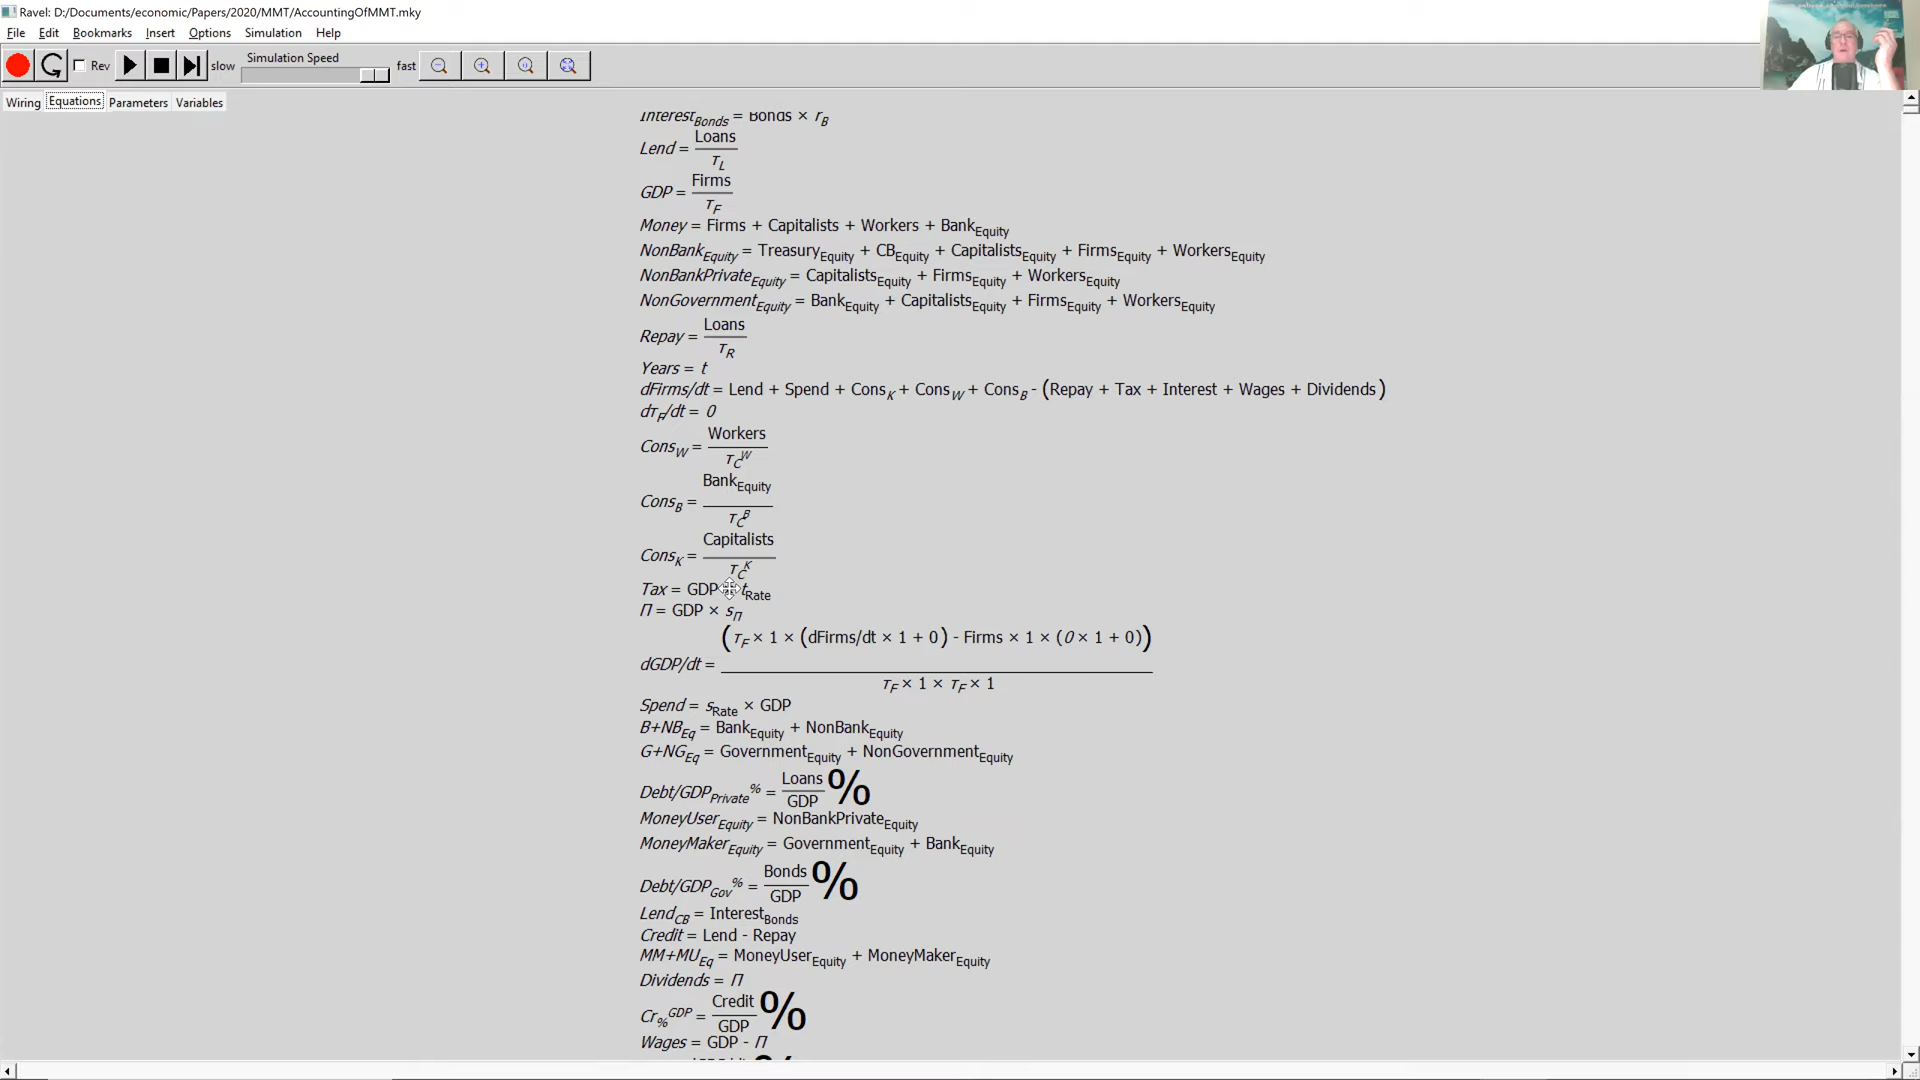 Ravel: D:/Documents/economic/Papers/2020/MMT/AccountingOfMMT.mky
File Edit Bookmarks Insert Options Simulation Help
Rev slow Simulation Speed fast
Wiring Equations Parameters Variables
Interest_Bonds = Bonds × r_B
Lend = Loans / τ_L
GDP = Firms / τ_F
Money = Firms + Capitalists + Workers + Bank_Equity
NonBank_Equity = Treasury_Equity + CB_Equity + Capitalists_Equity + Firms_Equity + Workers_Equity
NonBankPrivate_Equity = Capitalists_Equity + Firms_Equity + Workers_Equity
NonGovernment_Equity = Bank_Equity + Capitalists_Equity + Firms_Equity + Workers_Equity
Repay = Loans / τ_R
Years = t
dFirms/dt = Lend + Spend + Cons_K + Cons_W + Cons_B - (Repay + Tax + Interest + Wages + Dividends)
dτ_F/dt = 0
Cons_W = Workers / τ_C^W
Cons_B = Bank_Equity / τ_C^B
Cons_K = Capitalists / τ_C^K
Tax = GDP t_Rate
Π = GDP × s_Π
dGDP/dt = (τ_F × 1 × (dFirms/dt × 1 + 0) - Firms × 1 × (0 × 1 + 0)) / τ_F × 1 × τ_F × 1
Spend = s_Rate × GDP
B+NB_Eq = Bank_Equity + NonBank_Equity
G+NG_Eq = Government_Equity + NonGovernment_Equity
Debt/GDP_Private^% = Loans / GDP %
MoneyUser_Equity = NonBankPrivate_Equity
MoneyMaker_Equity = Government_Equity + Bank_Equity
Debt/GDP_Gov^% = Bonds / GDP %
Lend_CB = Interest_Bonds
Credit = Lend - Repay
MM+MU_Eq = MoneyUser_Equity + MoneyMaker_Equity
Dividends = Π
Cr_%^GDP = Credit / GDP %
Wages = GDP - Π